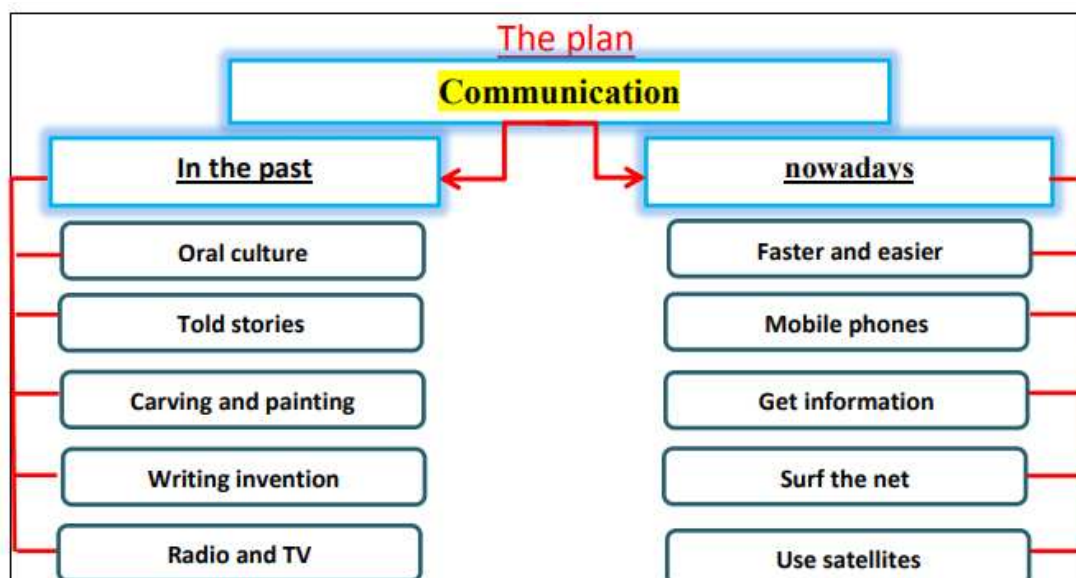 The plan
Communication
In the past
nowadays
Oral culture
Faster and easier
Told stories
Mobile phones
Carving and painting
Get information
Writing invention
Surf the net
Radio and TV
Use satellites